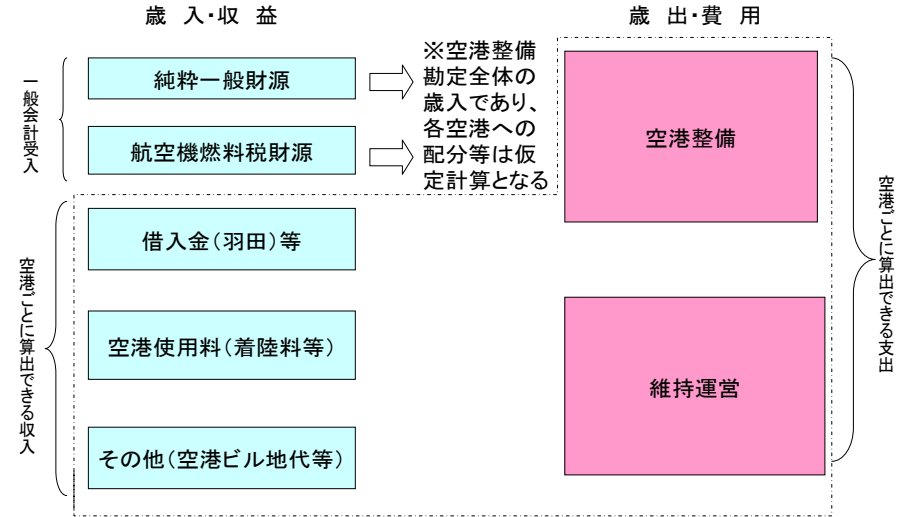 歳 入・収 益
歳 出・費 用
一般会計受入
純粋一般財源
航空機燃料税財源
※空港整備
勘定全体の
歳入であり、
各空港への
配分等は仮
定計算となる
空港ごとに算出できる収入
借入金（羽田）等
空港使用料（着陸料等）
その他（空港ビル地代等）
空港整備
維持運営
空港ごとに算出できる支出